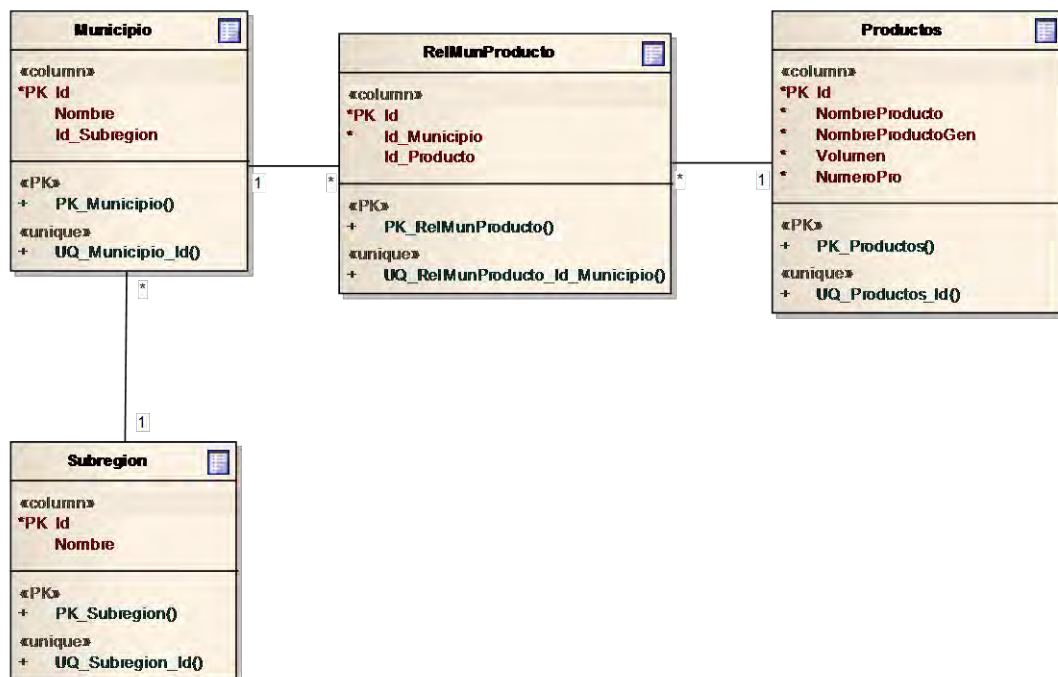 Municipio
«column»
*PK Id
Nombre
Id_Subregion
«PK»
+ PK_Municipio()
«unique»
+ UQ_Municipio_Id()
RelMunProducto
«column»
*PK Id
* Id_Municipio
Id_Producto
«PK»
+ PK_RelMunProducto()
«unique»
+ UQ_RelMunProducto_Id_Municipio()
Productos
«column»
*PK Id
* NombreProducto
* NombreProductoGen
* Volumen
* NumeroPro
«PK»
+ PK_Productos()
«unique»
+ UQ_Productos_Id()
1
*
*
1
*
1
Subregion
«column»
*PK Id
Nombre
«PK»
+ PK_Subregion()
«unique»
+ UQ_Subregion_Id()